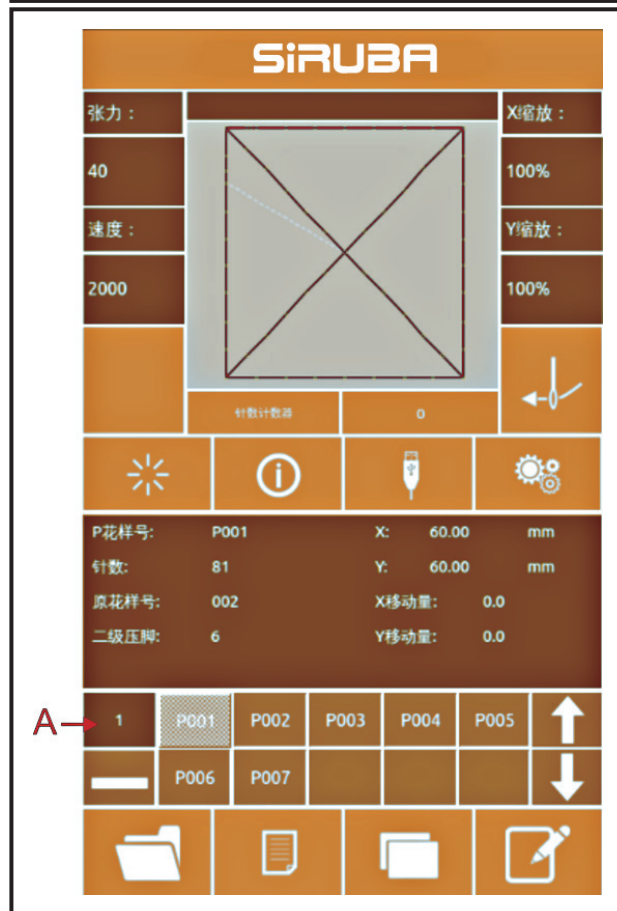 SiRUBA
张力：
X缩放：
40
100%
速度：
Y缩放：
2000
100%
针数计数器
0
P花样号: P001 X: 60.00 mm
针数: 81 Y: 60.00 mm
原花样号: 002 X移动量: 0.0
二级压脚: 6 Y移动量: 0.0
A
1 P001 P002 P003 P004 P005
P006 P007